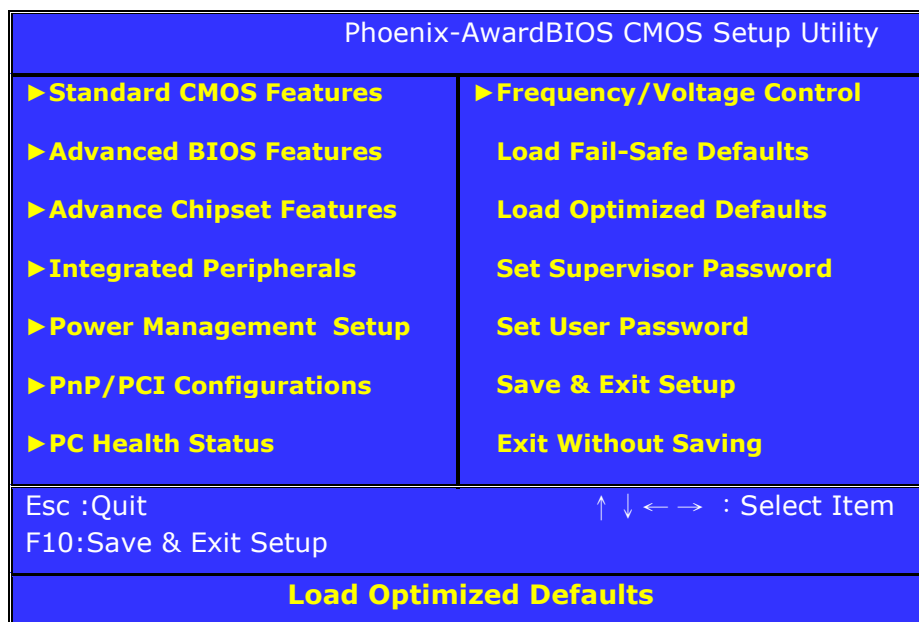 Phoenix-AwardBIOS CMOS Setup Utility
►Standard CMOS Features
►Advanced BIOS Features
►Advance Chipset Features
►Integrated Peripherals
►Power Management  Setup
►PnP/PCI Configurations
►PC Health Status
►Frequency/Voltage Control
Load Fail-Safe Defaults
Load Optimized Defaults
Set Supervisor Password
Set User Password
Save & Exit Setup
Exit Without Saving
Esc :Quit
↑ ↓ ← → : Select Item
F10:Save & Exit Setup
Load Optimized Defaults